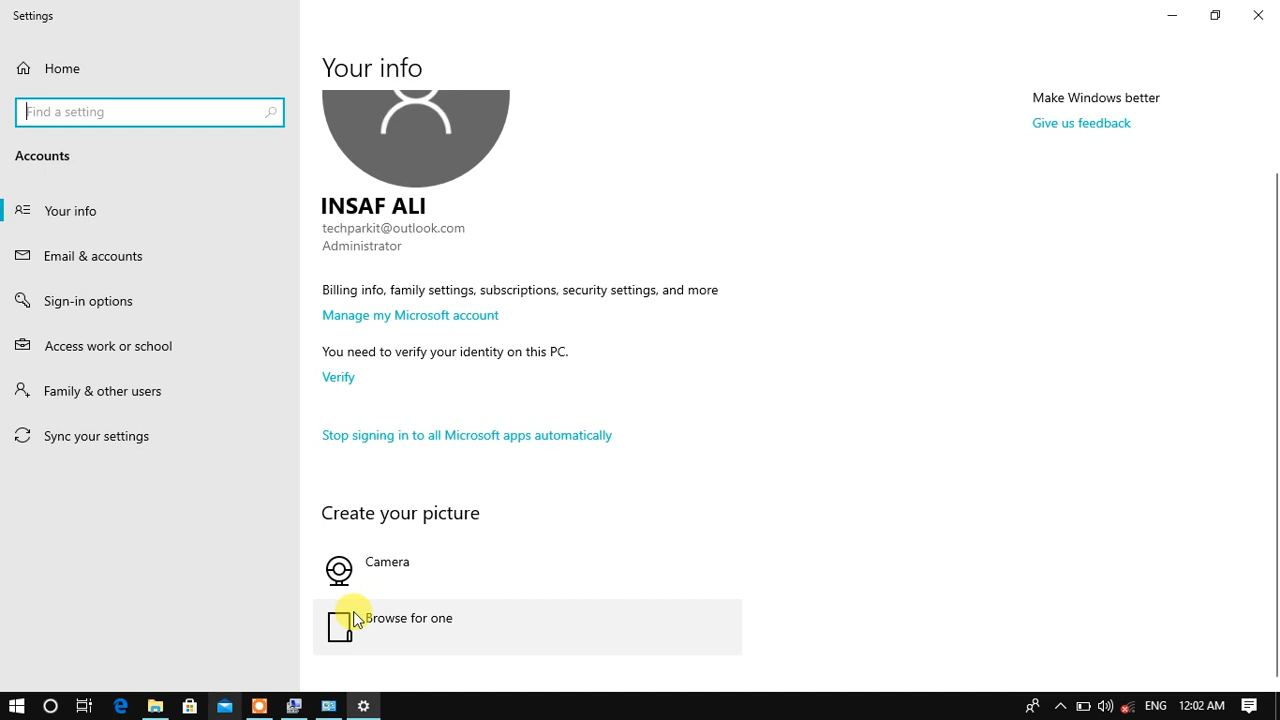 Settings
Home
Find a setting
Accounts
Your info
Email & accounts
Sign-in options
Access work or school
Family & other users
Sync your settings
Your info
INSAF ALI
techparkit@outlook.com
Administrator
Billing info, family settings, subscriptions, security settings, and more
Manage my Microsoft account
You need to verify your identity on this PC.
Verify
Stop signing in to all Microsoft apps automatically
Create your picture
Camera
Browse for one
Make Windows better
Give us feedback
ENG
12:02 AM